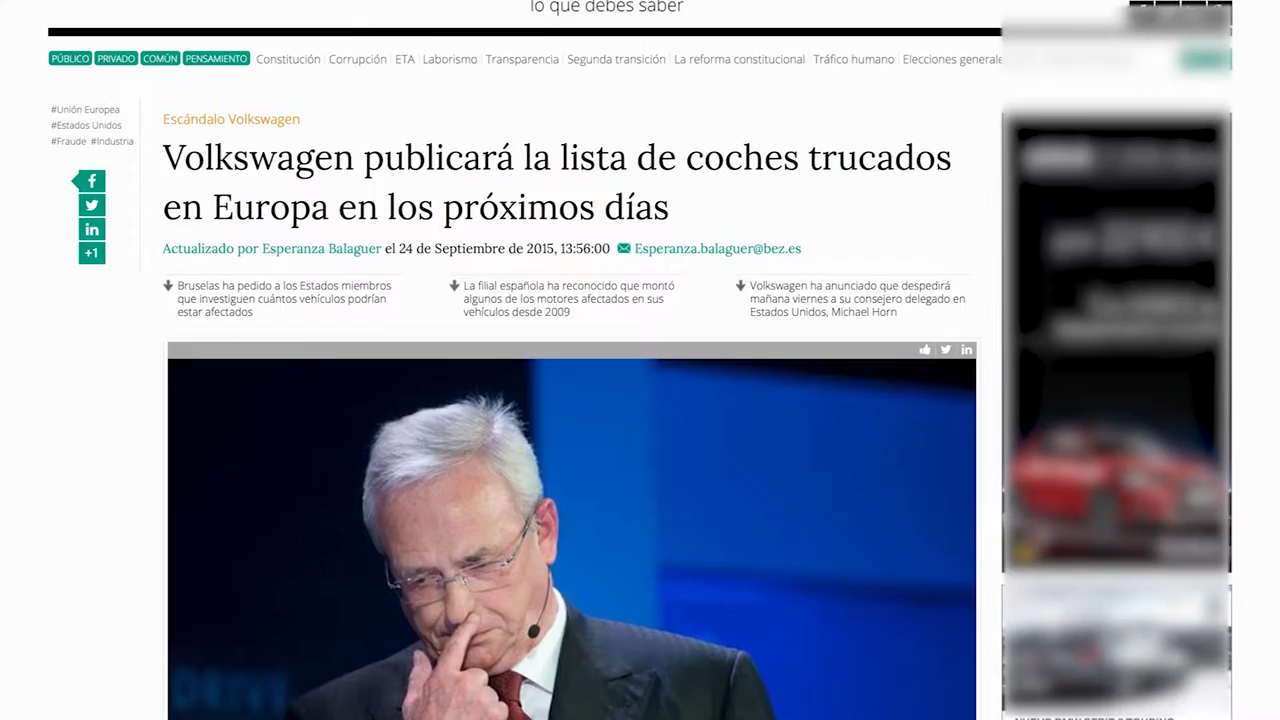 lo que debes saber
PÚBLICO PRIVADO COMÚN PENSAMIENTO Constitución Corrupción ETA Laborismo Transparencia Segunda transición La reforma constitucional Tráfico humano Elecciones generale
#Unión Europea
#Estados Unidos
#Fraude #Industria
+1
Escándalo Volkswagen
Volkswagen publicará la lista de coches trucados
en Europa en los próximos días
Actualizado por Esperanza Balaguer el 24 de Septiembre de 2015, 13:56:00 Esperanza.balaguer@bez.es
Bruselas ha pedido a los Estados miembros
que investiguen cuántos vehículos podrían
estar afectados
La filial española ha reconocido que montó
algunos de los motores afectados en sus
vehículos desde 2009
Volkswagen ha anunciado que despedirá
mañana viernes a su consejero delegado en
Estados Unidos, Michael Horn
DRIVE